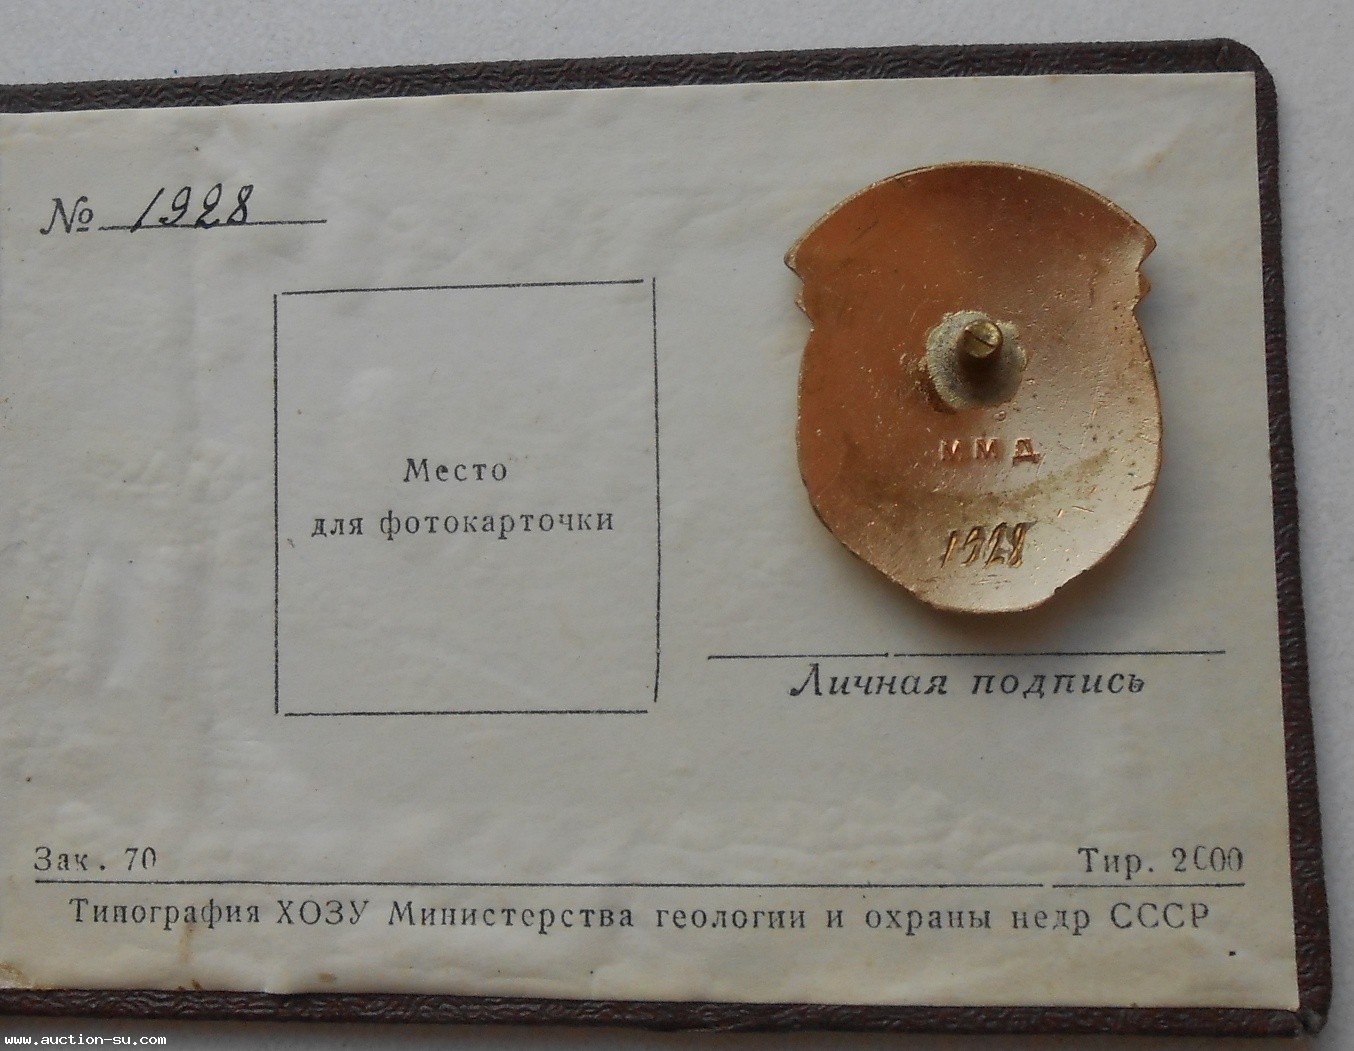 № 1928
Место
для фотокарточки
ММД
1928
Личная подпись
Зак. 70
Тир. 2000
Типография ХОЗУ Министерства геологии и охраны недр СССР
www.auction-su.com